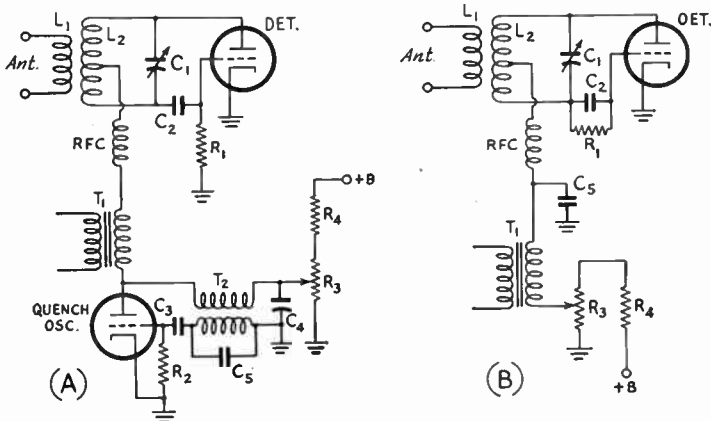 L1
L2
DET.
Ant.
C1
C2
R1
RFC
T1
+B
R4
T2
R3
QUENCH
OSC.
C3
C4
R2
C5
(A)
L1
L2
DET.
Ant.
C1
C2
R1
RFC
C5
T1
R3
R4
+B
(B)